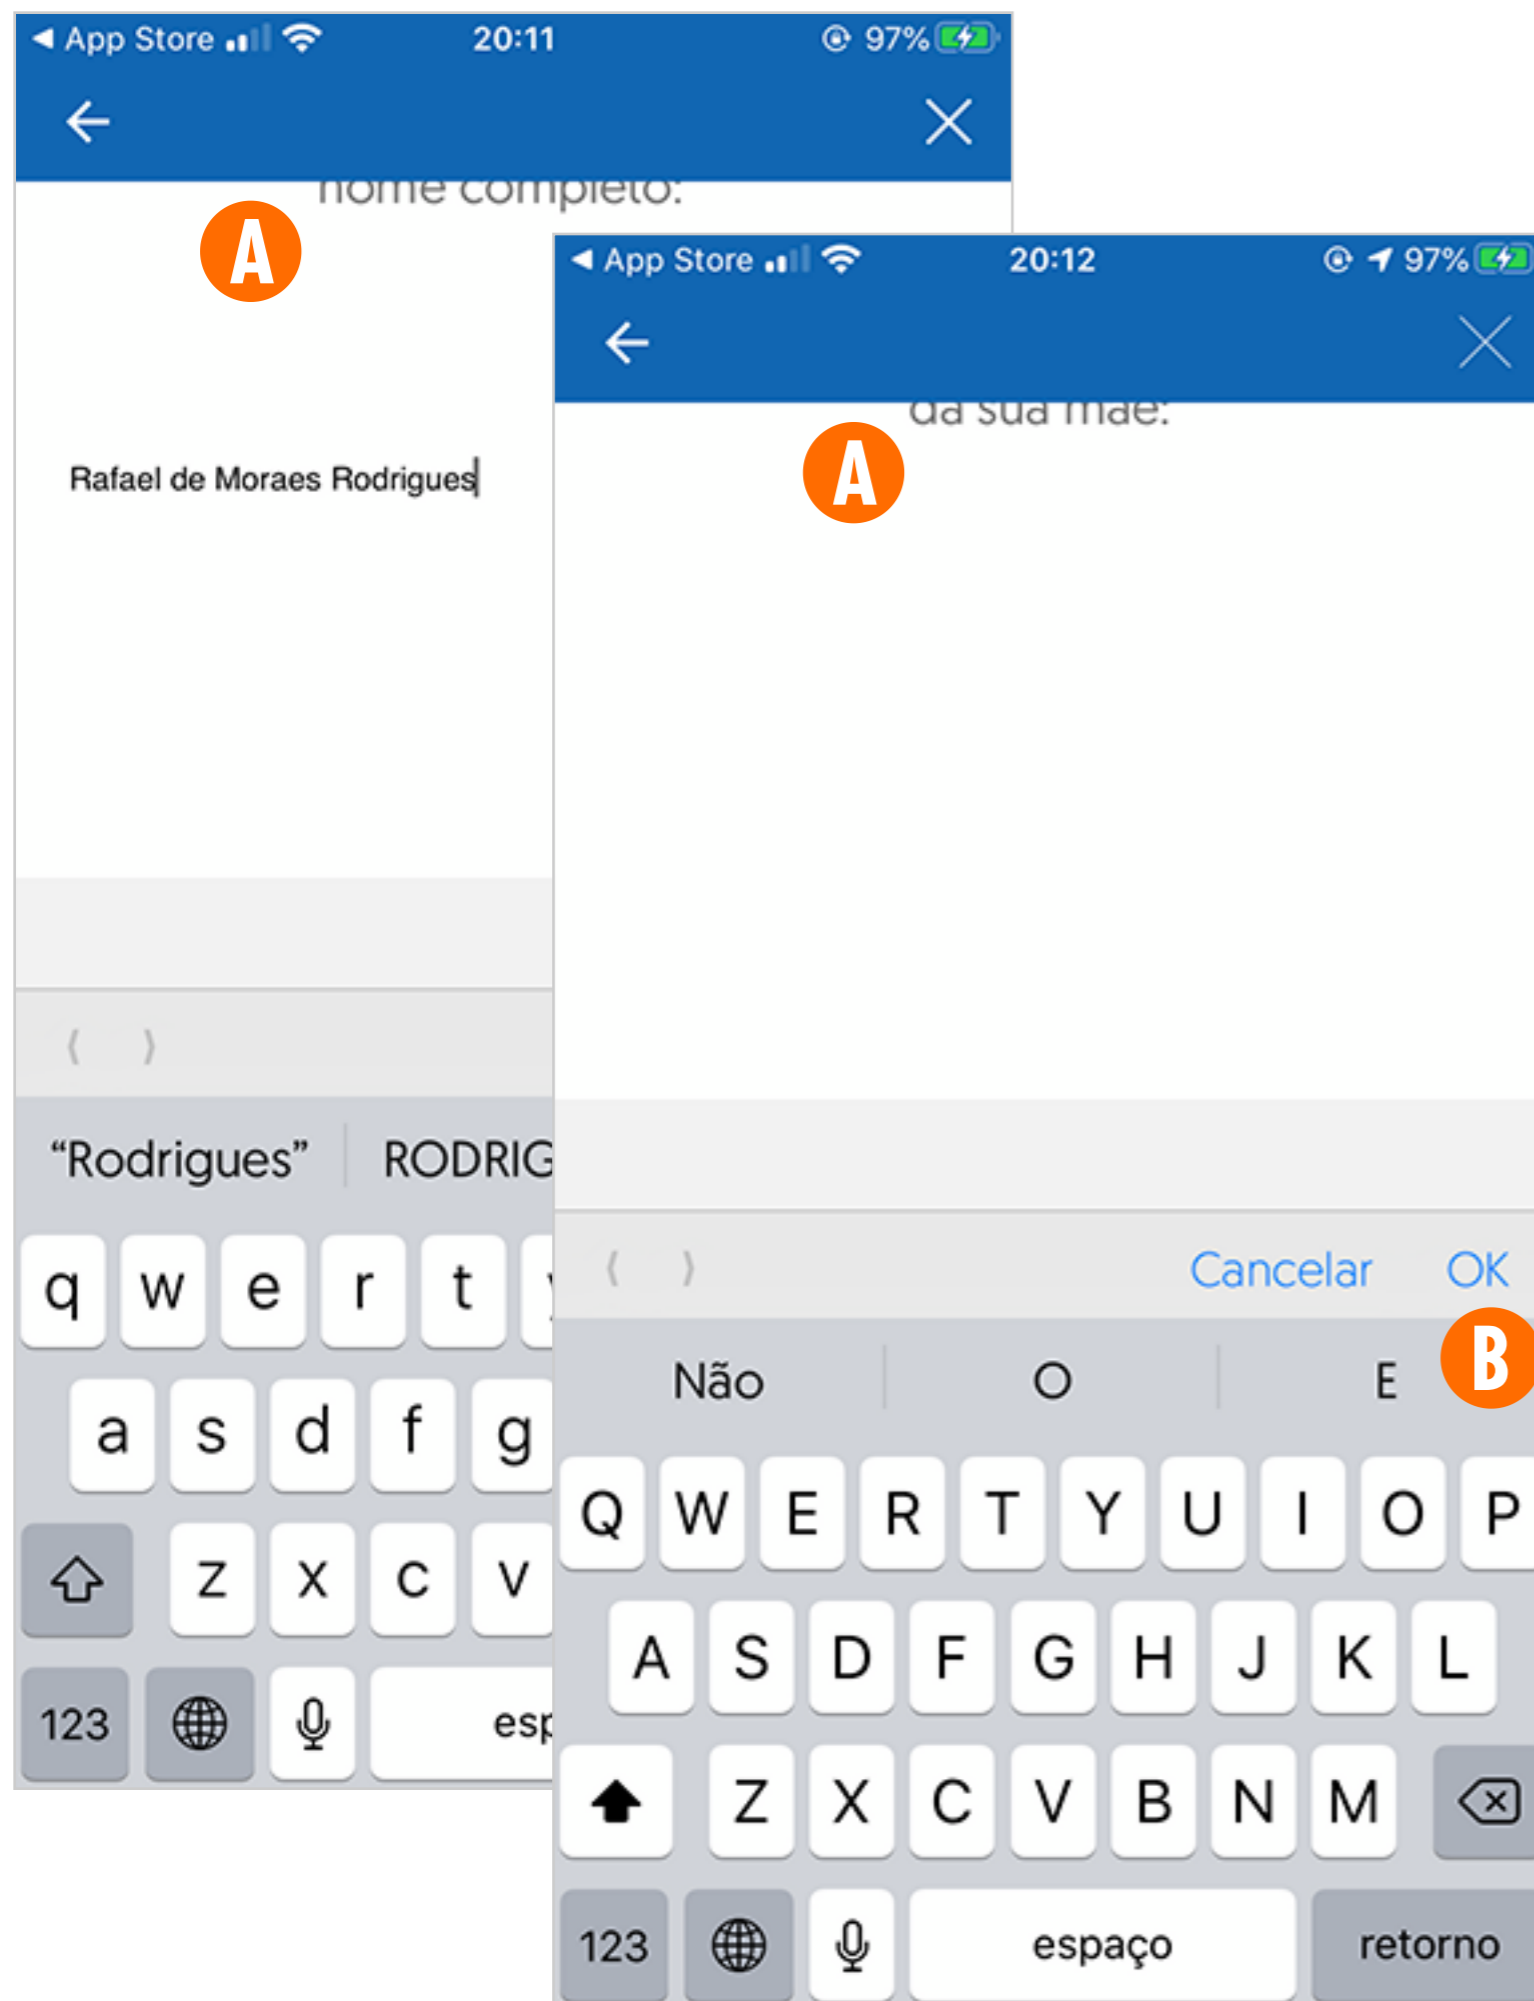 App Store 20:11 97%
nome completo:
A
Rafael de Moraes Rodrigues
“Rodrigues” RODRIG
q w e r t
a s d f g
z x c v
123 esp
App Store 20:12 97%
da sua mãe:
A
Cancelar OK
B
Não O E
Q W E R T Y U I O P
A S D F G H J K L
Z X C V B N M
123 espaço retorno